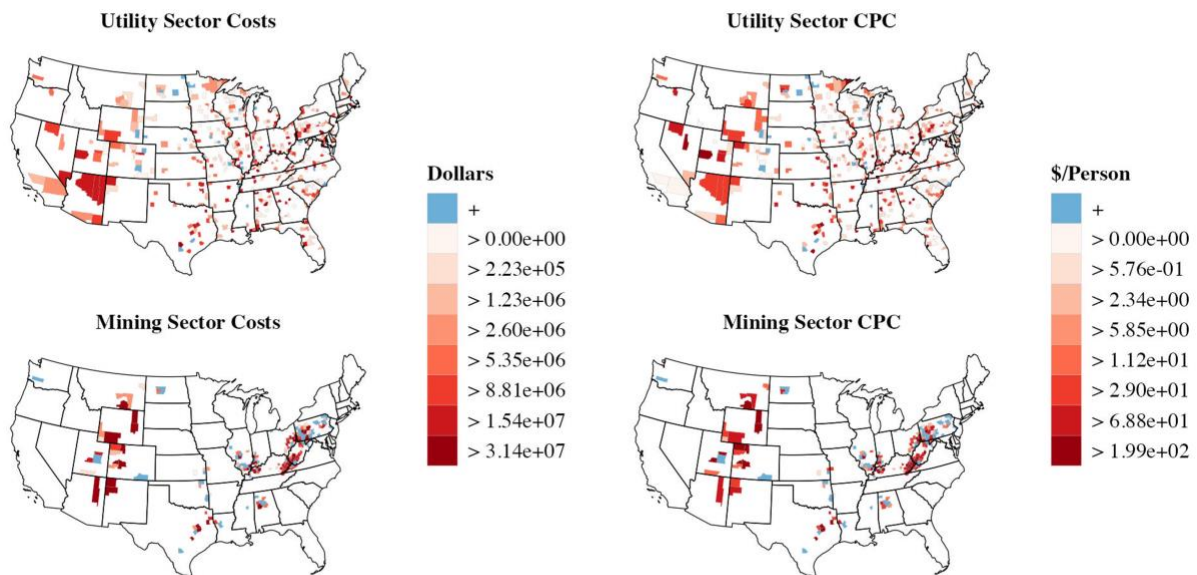 Utility Sector Costs
Utility Sector CPC
Dollars
+
> 0.00e+00
> 2.23e+05
> 1.23e+06
> 2.60e+06
> 5.35e+06
> 8.81e+06
> 1.54e+07
> 3.14e+07
$/Person
+
> 0.00e+00
> 5.76e-01
> 2.34e+00
> 5.85e+00
> 1.12e+01
> 2.90e+01
> 6.88e+01
> 1.99e+02
Mining Sector Costs
Mining Sector CPC